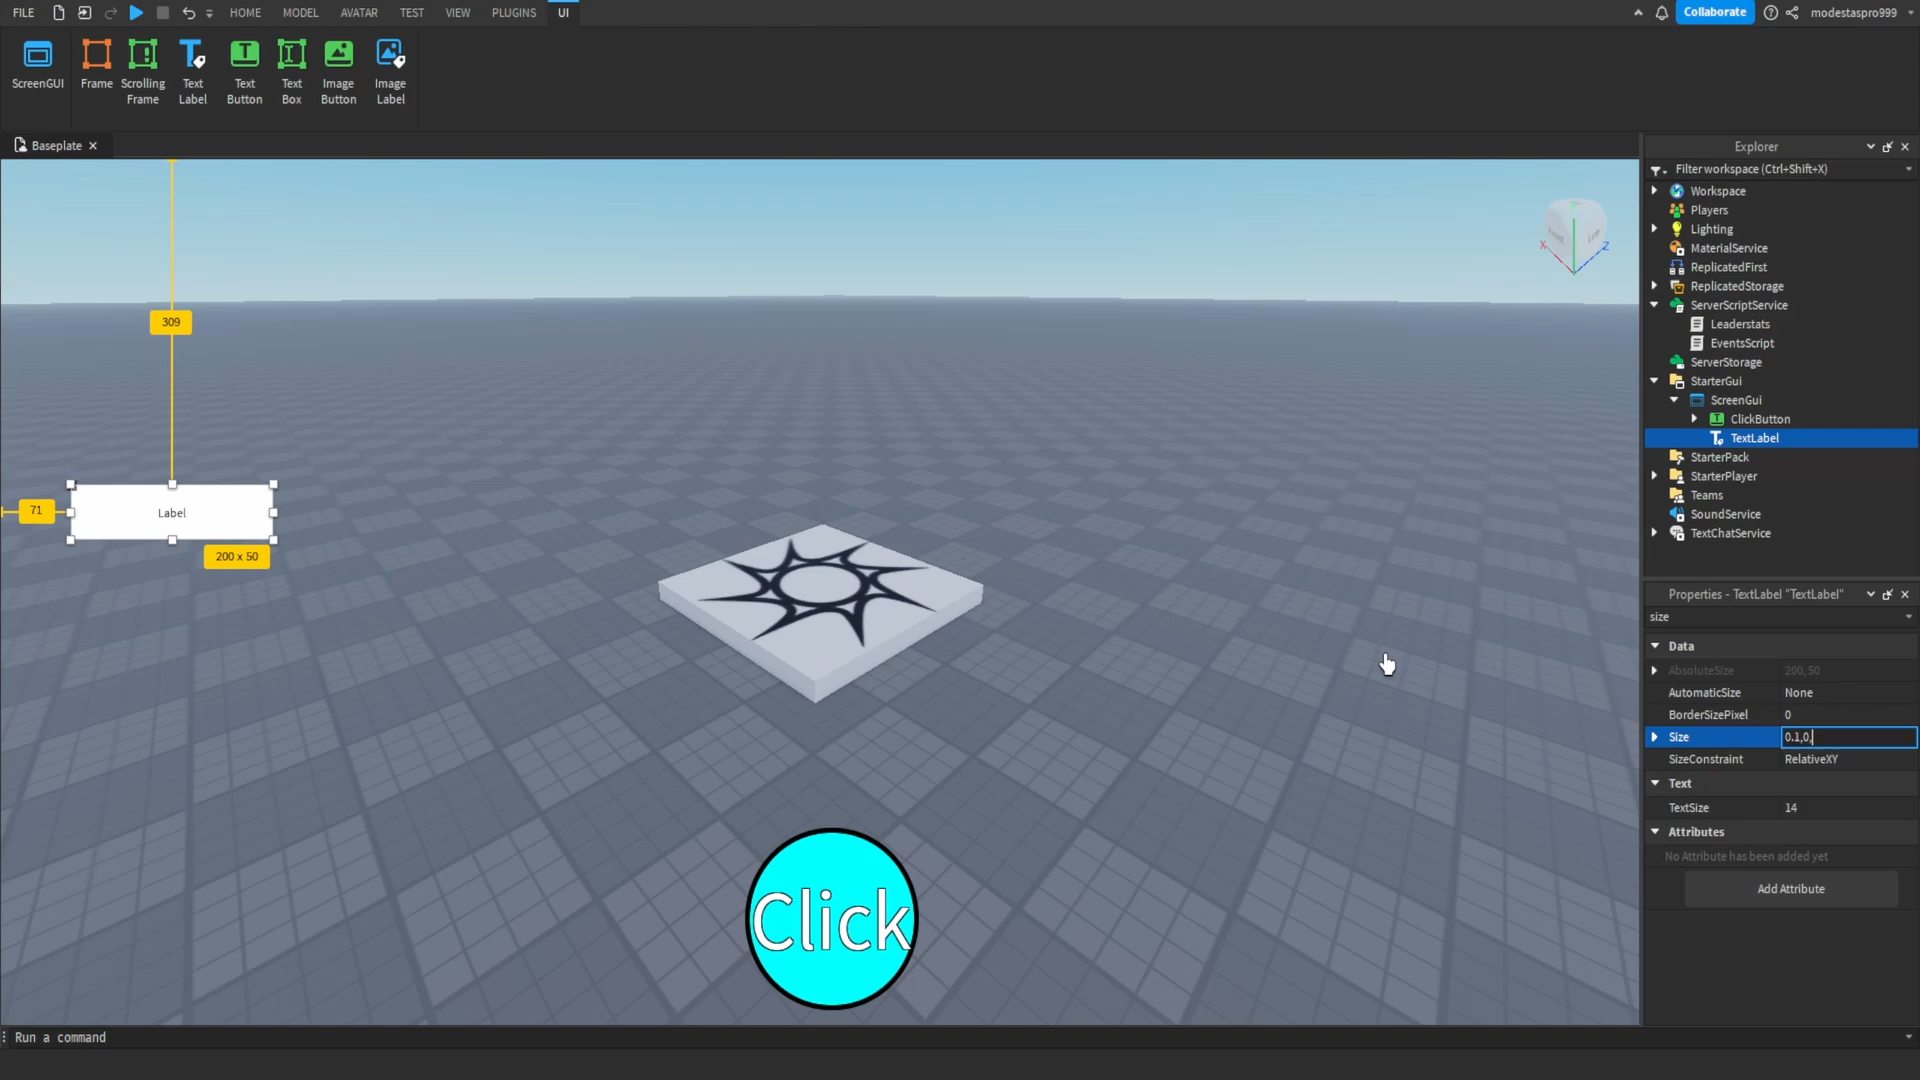 FILE HOME MODEL AVATAR TEST VIEW PLUGINS UI Collaborate modestaspro999
ScreenGUI Frame Scrolling Frame Text Label Text Button Text Box Image Button Image Label
Baseplate
309
71
Label
200 x 50
Click
X
Z
Explorer
Filter workspace (Ctrl+Shift+X)
Workspace
Players
Lighting
MaterialService
ReplicatedFirst
ReplicatedStorage
ServerScriptService
Leaderstats
EventsScript
ServerStorage
StarterGui
ScreenGui
ClickButton
TextLabel
StarterPack
StarterPlayer
Teams
SoundService
TextChatService
Properties - TextLabel "TextLabel"
size
Data
AbsoluteSize 200, 50
AutomaticSize None
BorderSizePixel 0
Size 0.1,0,
SizeConstraint RelativeXY
Text
TextSize 14
Attributes
No Attribute has been added yet
Add Attribute
Run a command